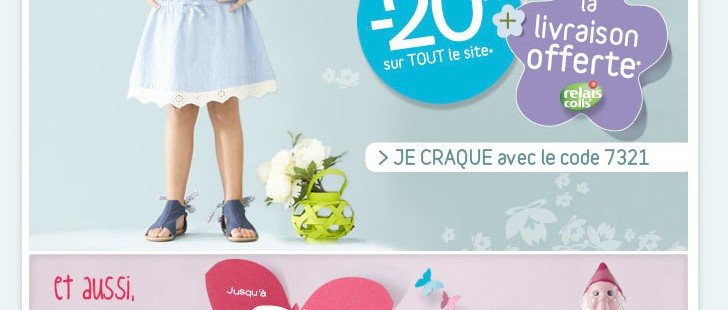 -20
sur TOUT le site*
+
la
livraison
offerte*
relais
colis
> JE CRAQUE avec le code 7321
et aussi,
Jusqu'à